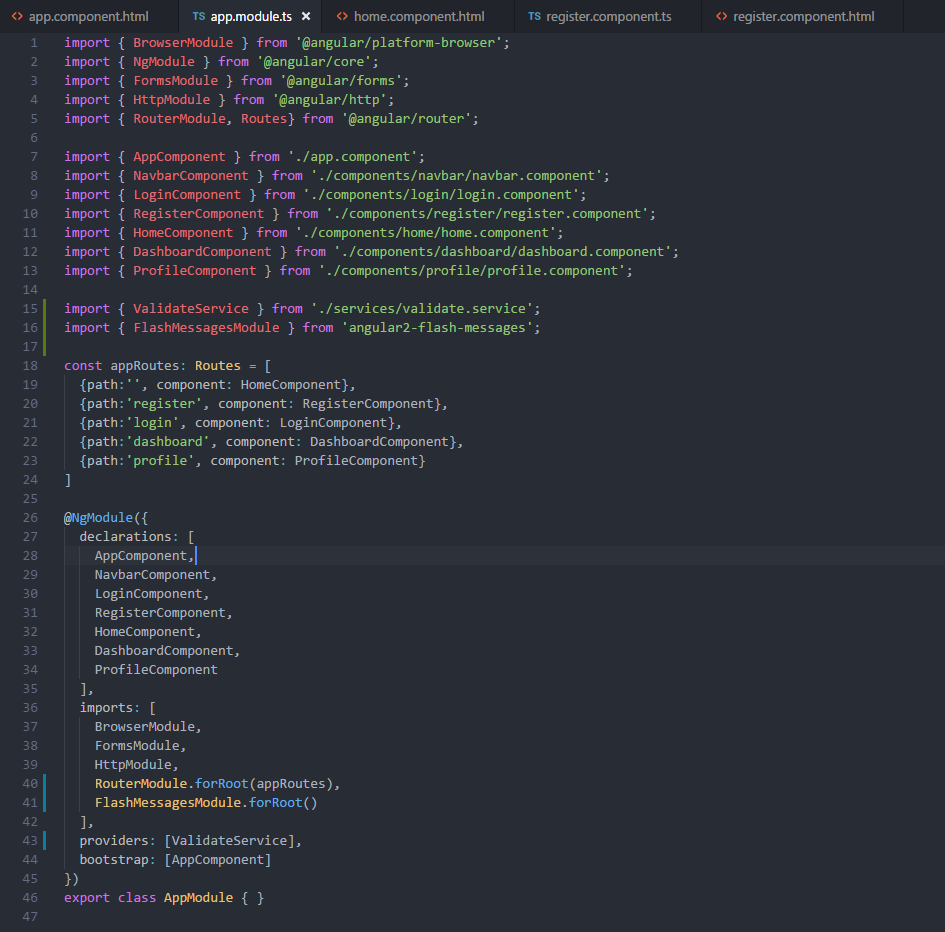 <> app.component.html TS app.module.ts × <> home.component.html TS register.component.ts <> register.component.html
1 import { BrowserModule } from '@angular/platform-browser';
2 import { NgModule } from '@angular/core';
3 import { FormsModule } from '@angular/forms';
4 import { HttpModule } from '@angular/http';
5 import { RouterModule, Routes} from '@angular/router';
6
7 import { AppComponent } from './app.component';
8 import { NavbarComponent } from './components/navbar/navbar.component';
9 import { LoginComponent } from './components/login/login.component';
10 import { RegisterComponent } from './components/register/register.component';
11 import { HomeComponent } from './components/home/home.component';
12 import { DashboardComponent } from './components/dashboard/dashboard.component';
13 import { ProfileComponent } from './components/profile/profile.component';
14
15 import { ValidateService } from './services/validate.service';
16 import { FlashMessagesModule } from 'angular2-flash-messages';
17
18 const appRoutes: Routes = [
19   {path:'', component: HomeComponent},
20   {path:'register', component: RegisterComponent},
21   {path:'login', component: LoginComponent},
22   {path:'dashboard', component: DashboardComponent},
23   {path:'profile', component: ProfileComponent}
24 ]
25
26 @NgModule({
27   declarations: [
28     AppComponent,
29     NavbarComponent,
30     LoginComponent,
31     RegisterComponent,
32     HomeComponent,
33     DashboardComponent,
34     ProfileComponent
35   ],
36   imports: [
37     BrowserModule,
38     FormsModule,
39     HttpModule,
40     RouterModule.forRoot(appRoutes),
41     FlashMessagesModule.forRoot()
42   ],
43   providers: [ValidateService],
44   bootstrap: [AppComponent]
45 })
46 export class AppModule { }
47